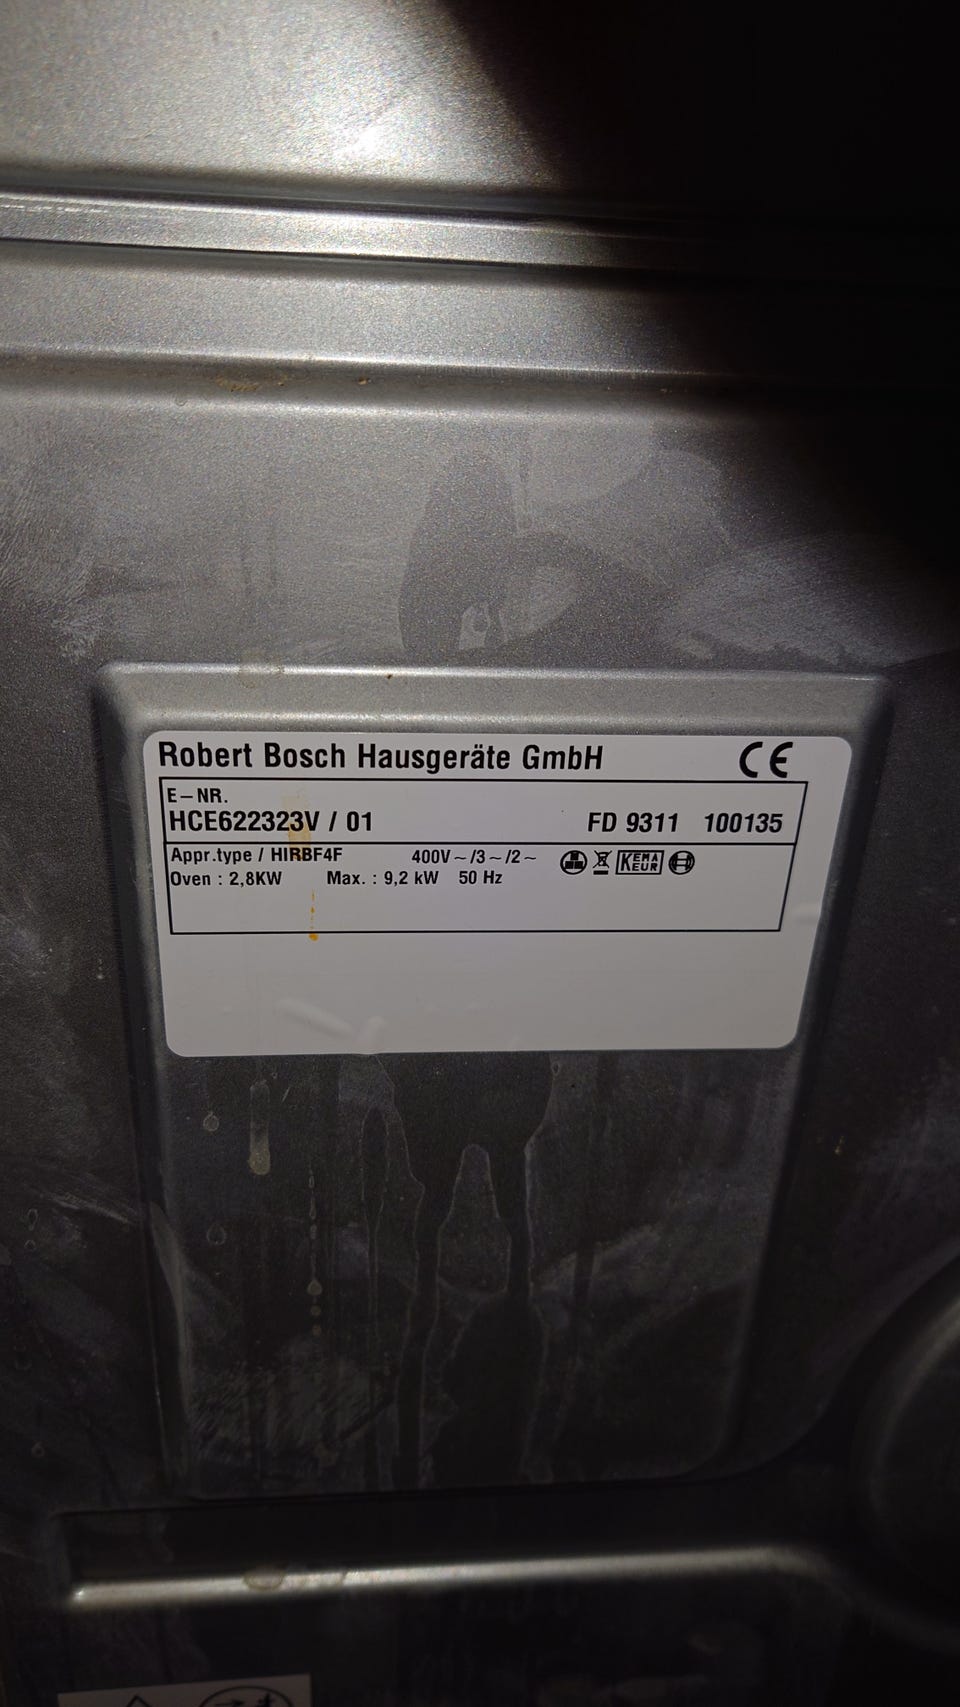 Robert Bosch Hausgeräte GmbH CE
E-NR.
HCE622323V / 01 FD 9311 100135
Appr.type / HIRBF4F 400V~/3~/2~ KEMA KEUR
Oven : 2,8KW Max. : 9,2 kW 50 Hz